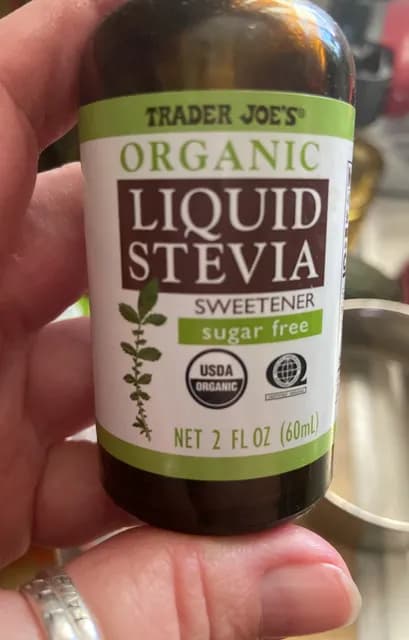 TRADER JOE'S®
ORGANIC
LIQUID
STEVIA
SWEETENER
sugar free
USDA
ORGANIC
NET 2 FL OZ (60mL)